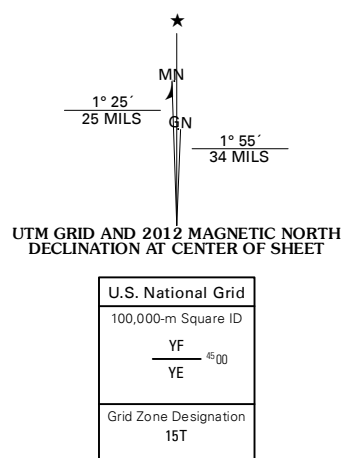 ★
MN
1° 25´
25 MILS
GN
1° 55´
34 MILS
UTM GRID AND 2012 MAGNETIC NORTH
DECLINATION AT CENTER OF SHEET
U.S. National Grid
100,000-m Square ID
YF
4500
YE
Grid Zone Designation
15T